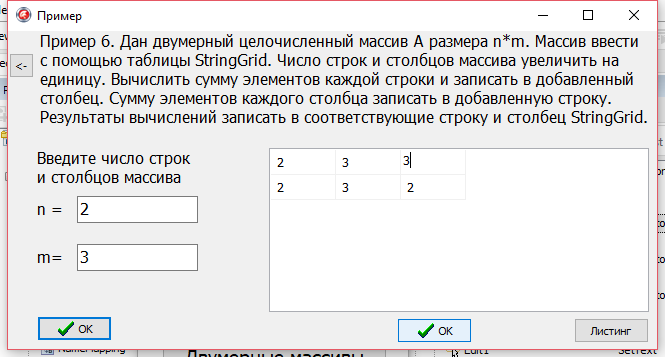 Пример
Пример 6. Дан двумерный целочисленный массив А размера n*m. Массив ввести
с помощью таблицы StringGrid. Число строк и столбцов массива увеличить на
<-
единицу. Вычислить сумму элементов каждой строки и записать в добавленный
столбец. Сумму элементов каждого столбца записать в добавленную строку.
Результаты вычислений записать в соответствующие строку и столбец StringGrid.
Введите число строк
и столбцов массива
n = 2
m= 3
2 3 3
2 3 2
OK
OK
Листинг
NameMapping
Двумерные массивы
Edit1
SetText